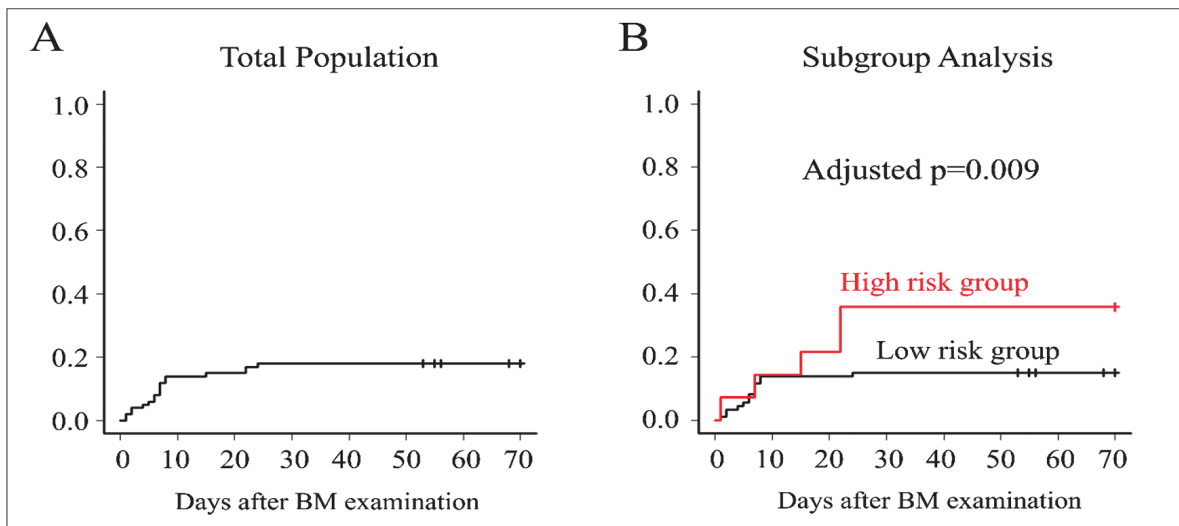 A
Total Population
1.0
0.8
0.6
0.4
0.2
0.0
0 10 20 30 40 50 60 70
Days after BM examination
B
Subgroup Analysis
1.0
0.8
0.6
0.4
0.2
0.0
Adjusted p=0.009
High risk group
Low risk group
0 10 20 30 40 50 60 70
Days after BM examination